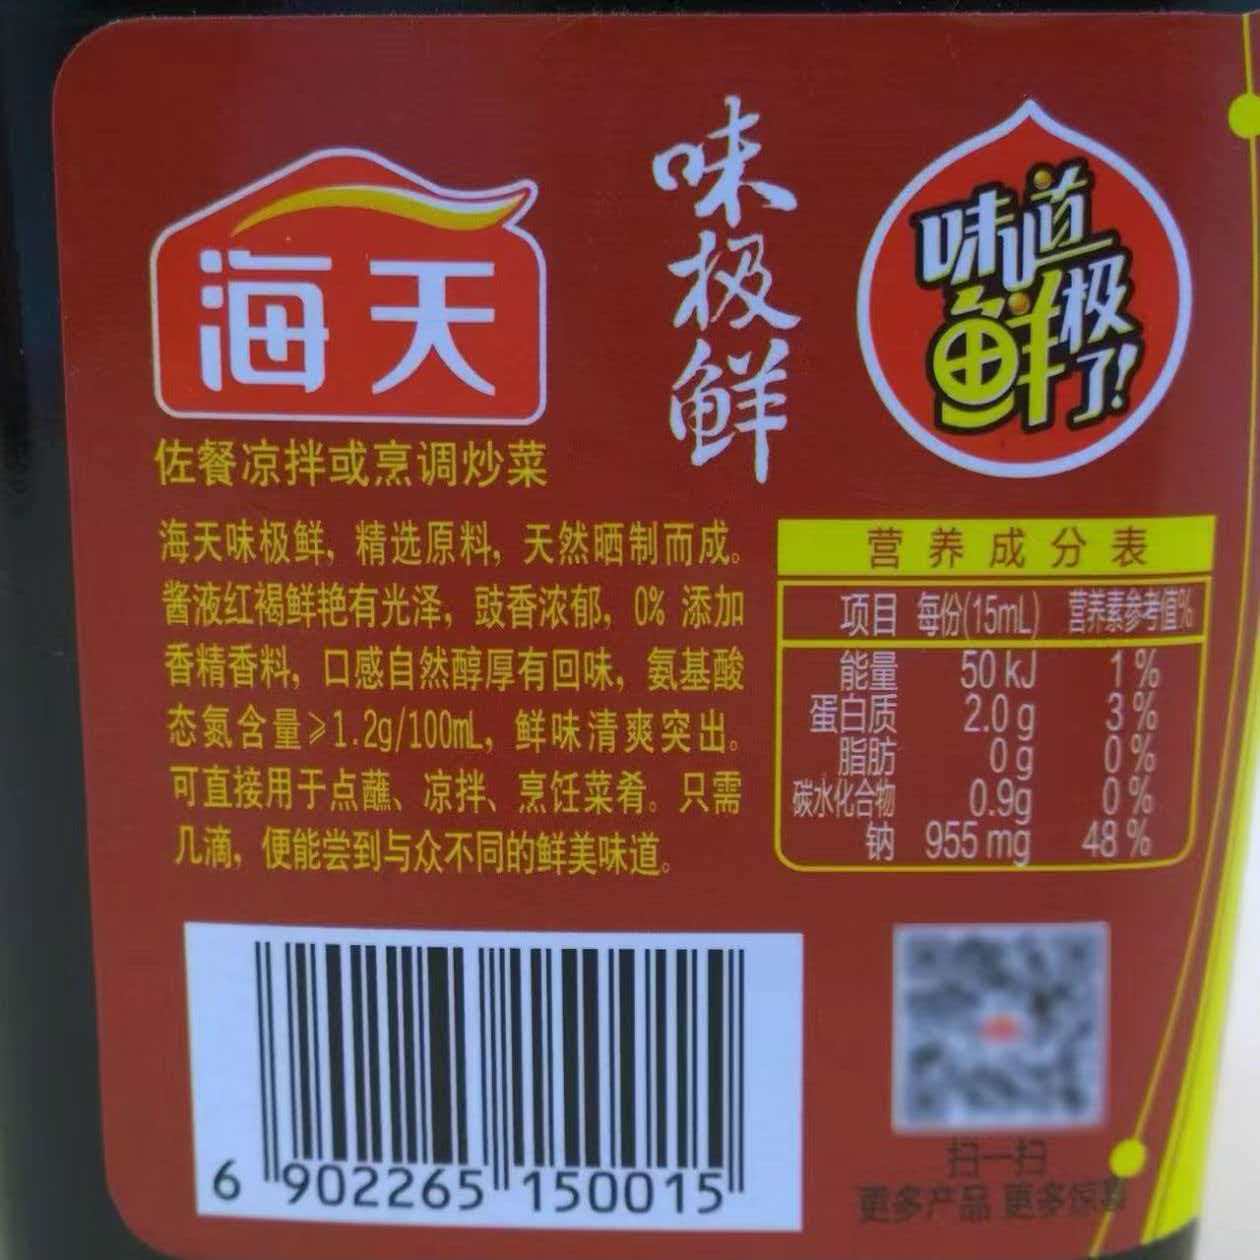 海天
味极鲜
味道
鲜极了!
佐餐凉拌或烹调炒菜
海天味极鲜，精选原料，天然晒制而成。
酱液红褐鲜艳有光泽，豉香浓郁，0% 添加
香精香料，口感自然醇厚有回味，氨基酸
态氮含量≥1.2g/100mL，鲜味清爽突出。
可直接用于点蘸、凉拌、烹饪菜肴。只需
几滴，便能尝到与众不同的鲜美味道。
营养成分表
项目 每份(15mL) 营养素参考值%
能量 50 kJ 1 %
蛋白质 2.0 g 3 %
脂肪 0 g 0 %
碳水化合物 0.9g 0 %
钠 955 mg 48 %
6 902265 150015
扫一扫
更多产品 更多惊喜